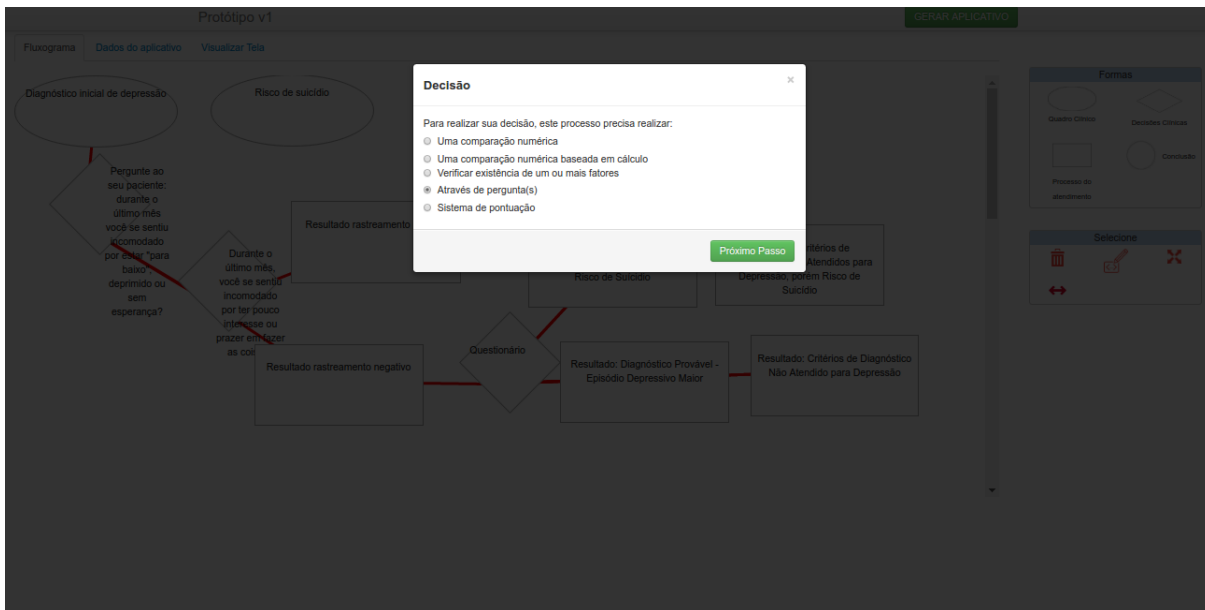 Protótipo v1
GERAR APLICATIVO
Fluxograma
Dados do aplicativo
Visualizar Tela
Decisão
×
Para realizar sua decisão, este processo precisa realizar:
Uma comparação numérica
Uma comparação numérica baseada em cálculo
Verificar existência de um ou mais fatores
Através de pergunta(s)
Sistema de pontuação
Próximo Passo
Diagnóstico inicial de depressão
Risco de suicídio
Pergunte ao
seu paciente:
durante o
último mês
você se sentiu
incomodado
por estar "para
baixo",
deprimido ou
sem
esperança?
Durante o
último mês,
você se sentiu
incomodado
por ter pouco
interesse ou
prazer em fazer
as coi
Resultado rastreamento
Resultado rastreamento negativo
Questionário
Risco de Suicídio
ritérios de
Atendidos para
Depressão, porém Risco de
Suicídio
Resultado: Diagnóstico Provável -
Episódio Depressivo Maior
Resultado: Critérios de Diagnóstico
Não Atendido para Depressão
Formas
Quadro Clínico
Decisões Clínicas
Processo de
atendimento
Conclusão
Selecione